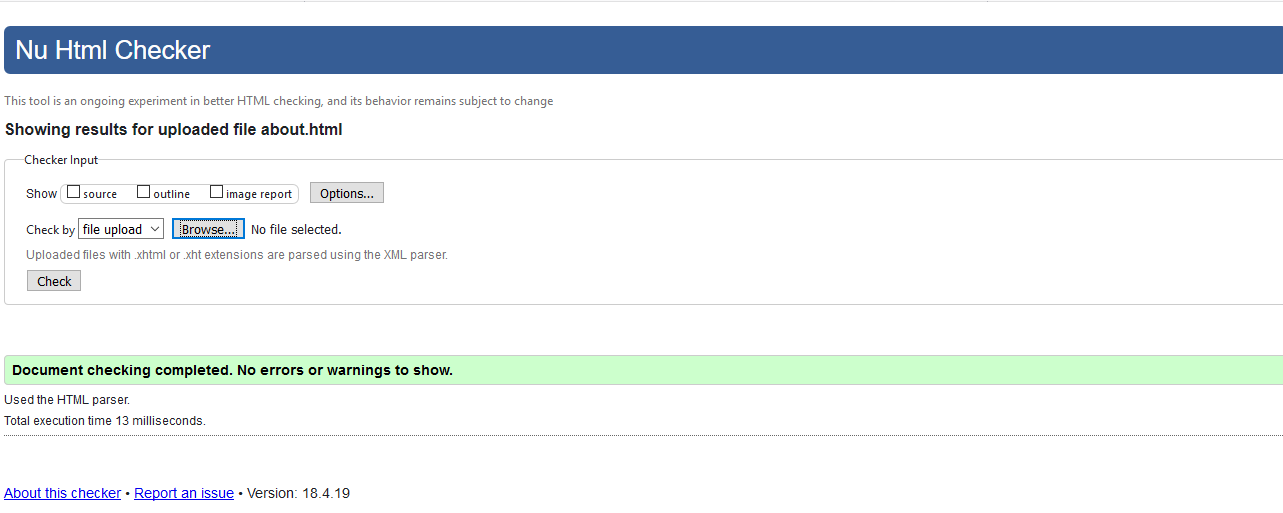 Nu Html Checker
This tool is an ongoing experiment in better HTML checking, and its behavior remains subject to change
Showing results for uploaded file about.html
Checker Input
Show source outline image report Options...
Check by file upload Browse... No file selected.
Uploaded files with .xhtml or .xht extensions are parsed using the XML parser.
Check
Document checking completed. No errors or warnings to show.
Used the HTML parser.
Total execution time 13 milliseconds.
About this checker • Report an issue • Version: 18.4.19